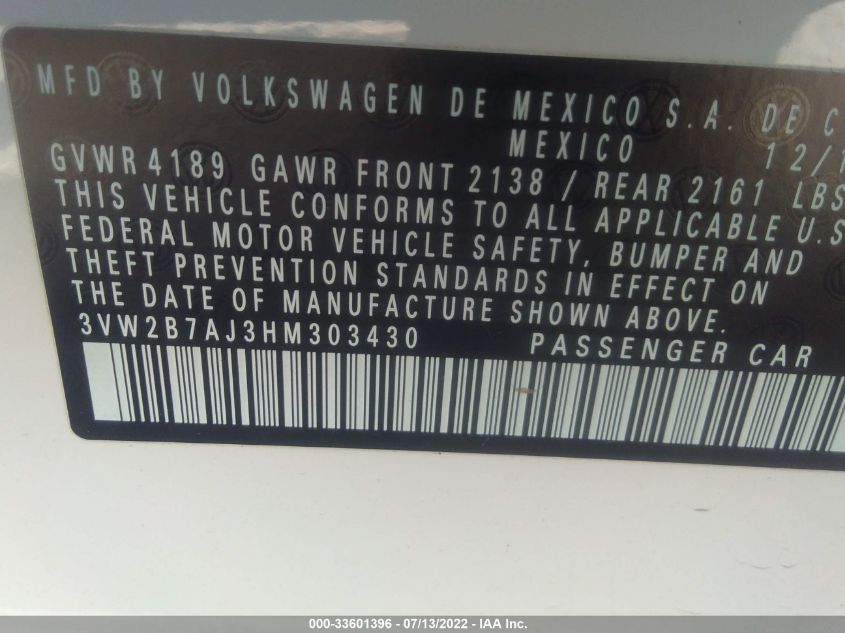 MFD BY VOLKSWAGEN DE MEXICO S.A. DE C
MEXICO 12/1
GVWR 4189 GAWR FRONT 2138 / REAR 2161 LBS
THIS VEHICLE CONFORMS TO ALL APPLICABLE U.S
FEDERAL MOTOR VEHICLE SAFETY, BUMPER AND
THEFT PREVENTION STANDARDS IN EFFECT ON
THE DATE OF MANUFACTURE SHOWN ABOVE.
3VW2B7AJ3HM303430 PASSENGER CAR
000-33601396 - 07/13/2022 - IAA Inc.